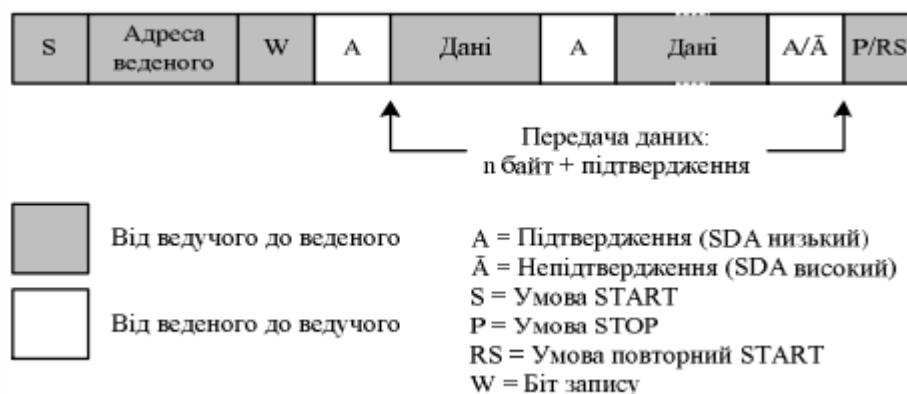 S
Адреса
веденого
W
A
Дані
A
Дані
A/Ā
P/RS
Передача даних:
n байт + підтвердження
Від ведучого до веденого
Від веденого до ведучого
A = Підтвердження (SDA низький)
Ā = Непідтвердження (SDA високий)
S = Умова START
P = Умова STOP
RS = Умова повторний START
W = Біт запису